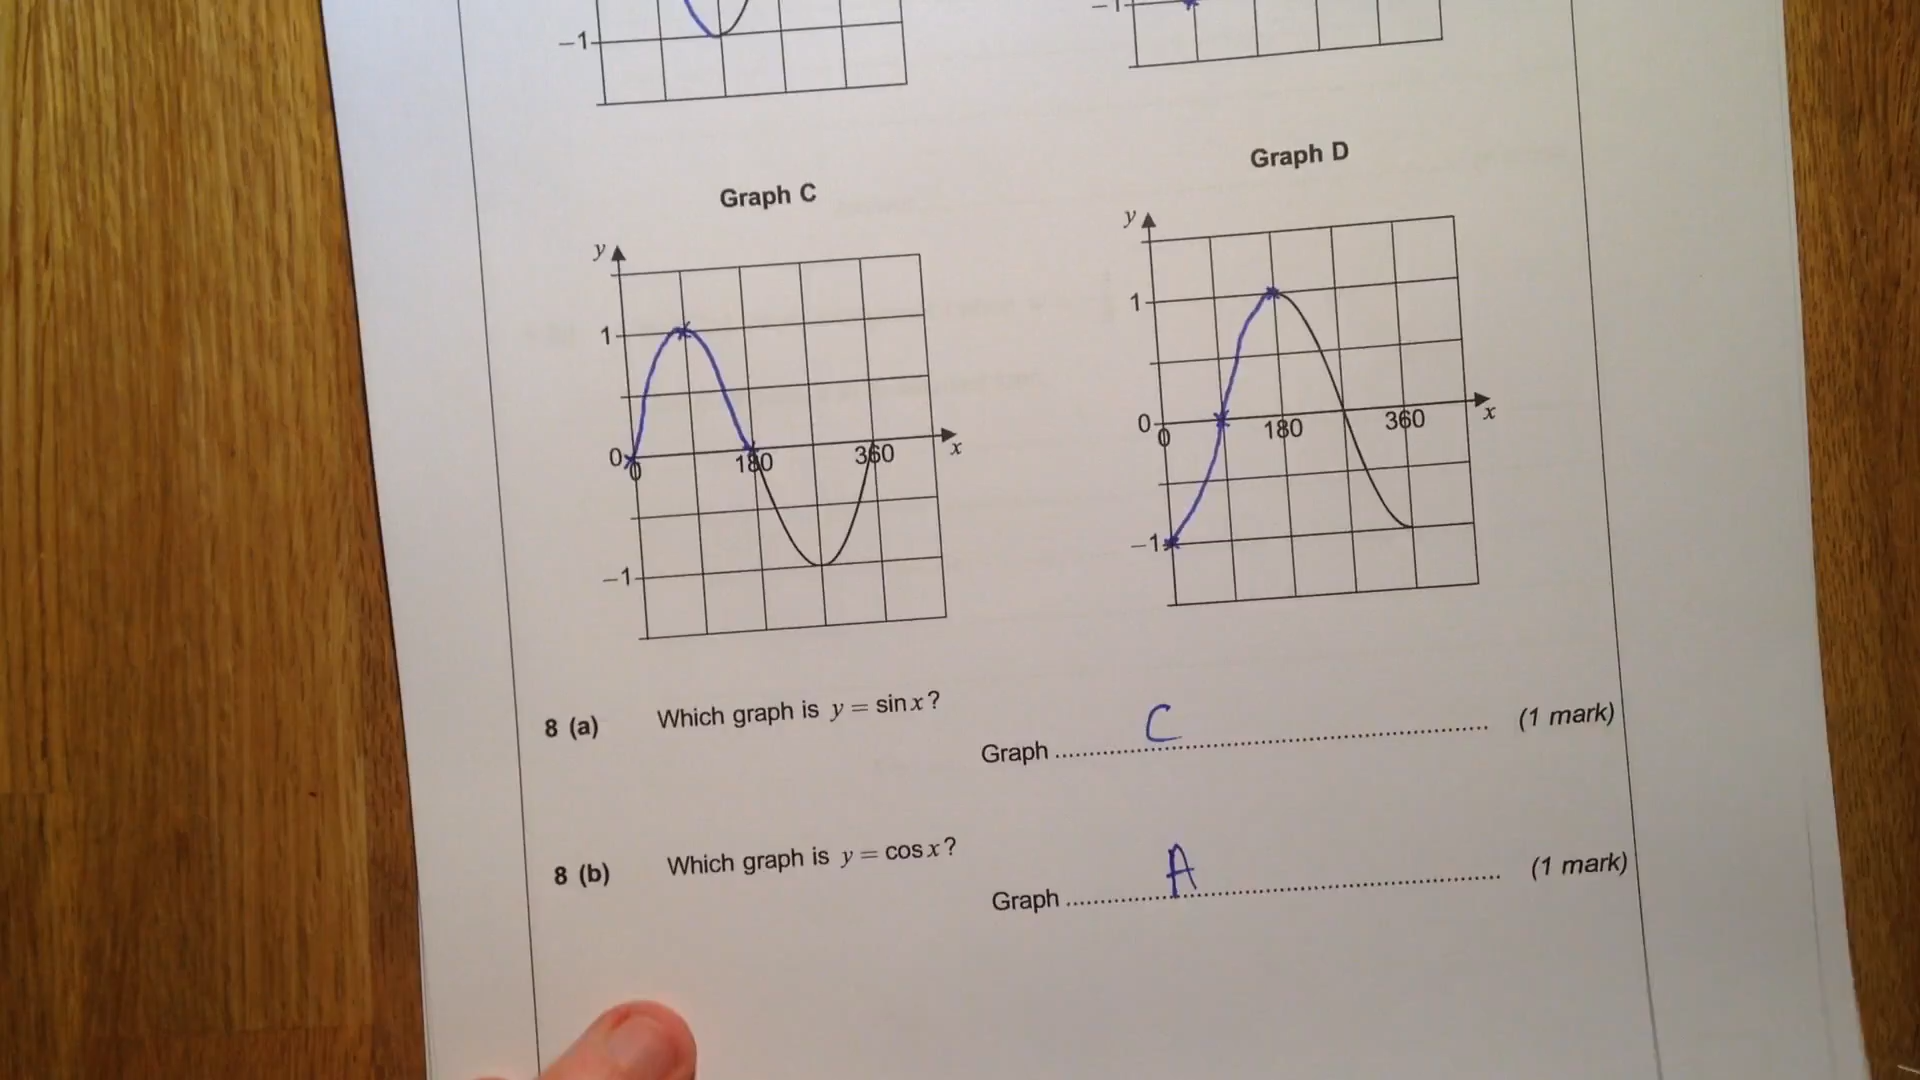 −1
−1
Graph D
Graph C
y
y
1
1
0
0
180
360
x
0
0
180
360
x
−1
−1
8 (a) Which graph is y = sin x?
C
Graph .......... (1 mark)
8 (b) Which graph is y = cos x?
A
Graph .......... (1 mark)